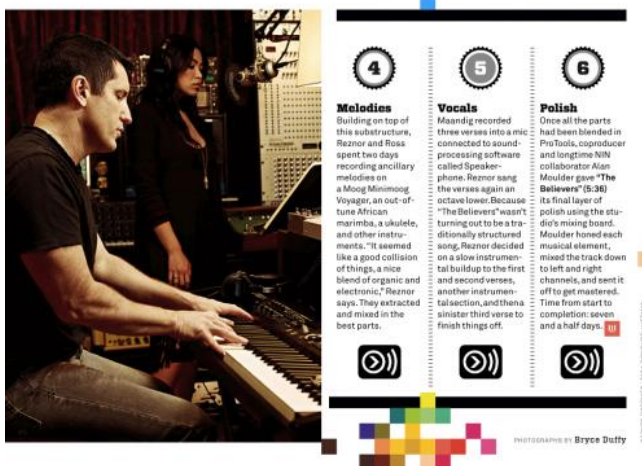 4
Melodies
Building on top of
this substructure,
Reznor and Ross
spent two days
recording ancillary
melodies on
a Moog Minimoog
Voyager, an out-of-
tune African
marimba, a ukulele,
and other instru-
ments. "It seemed
like a good collision
of things, a nice
blend of organic and
electronic," Reznor
says. They extracted
and mixed in the
best parts.
5
Vocals
Maandig recorded
three verses into a mic
connected to sound-
processing software
called Speaker-
phone. Reznor sang
the verses again an
octave lower. Because
"The Believers" wasn't
turning out to be a tra-
ditionally structured
song, Reznor decided
on a slow instrumen-
tal buildup to the first
and second verses,
another instrumen-
tal section, and then a
sinister third verse to
finish things off.
6
Polish
Once all the parts
had been blended in
ProTools, coproducer
and longtime NIN
collaborator Alan
Moulder gave "The
Believers" (5:36)
its final layer of
polish using the stu-
dio's mixing board.
Moulder honed each
musical element,
mixed the track down
to left and right
channels, and sent it
off to get mastered.
Time from start to
completion: seven
and a half days.
PHOTOGRAPHS BY Bryce Duffy